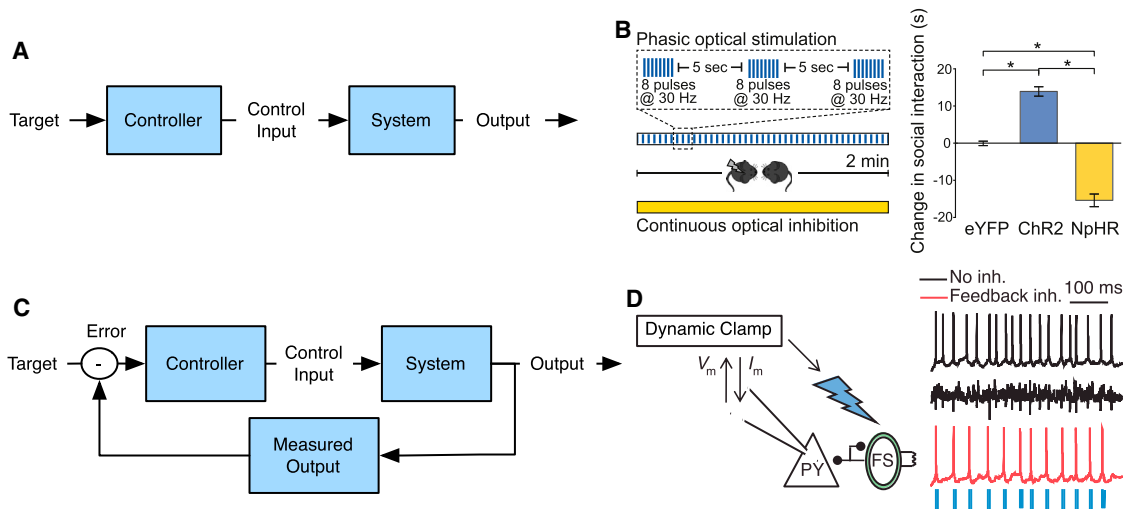 A
Target
Controller
Control
Input
System
Output
B
Phasic optical stimulation
5 sec
5 sec
8 pulses
@ 30 Hz
8 pulses
@ 30 Hz
8 pulses
@ 30 Hz
2 min
Continuous optical inhibition
Change in social interaction (s)
20
10
0
-10
-20
*
*
*
eYFP
ChR2
NpHR
C
Target
Error
-
Controller
Control
Input
System
Output
Measured
Output
D
Dynamic Clamp
Vm
Im
PY
FS
No inh.
Feedback inh.
100 ms